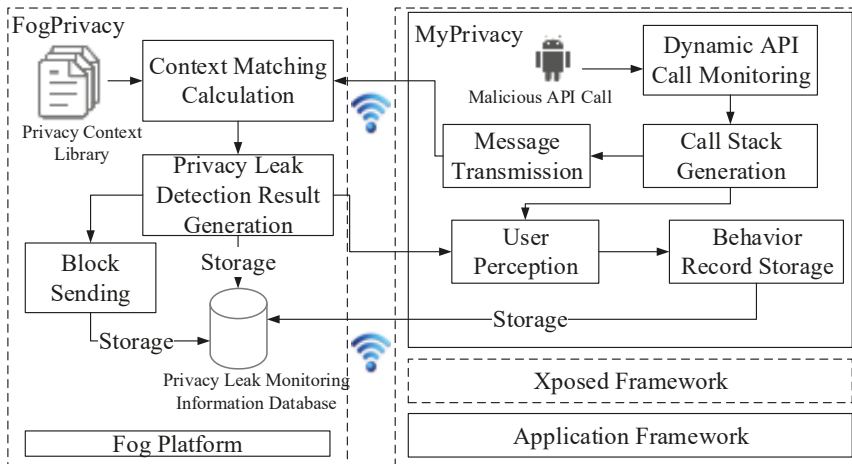 FogPrivacy
Privacy Context
Library
Context Matching
Calculation
Privacy Leak
Detection Result
Generation
Storage
Block
Sending
Storage
Privacy Leak Monitoring
Information Database
Fog Platform
MyPrivacy
Malicious API Call
Dynamic API
Call Monitoring
Message
Transmission
Call Stack
Generation
User
Perception
Behavior
Record Storage
Storage
Xposed Framework
Application Framework